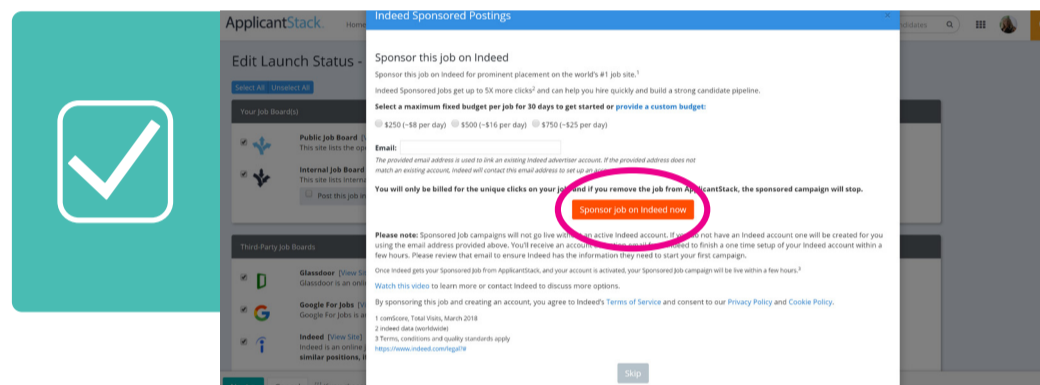 ApplicantStack
Home
Indeed Sponsored Postings
×
Edit Launch Status -
Select All Unselect All
Your Job Board(s)
Public Job Board
This site lists the
Internal Job Board
This site lists
Post this job
Third-Party Job Boards
Glassdoor [View
Glassdoor is an
Google For Jobs
Google For Jobs is
Indeed [View Site]
Indeed is an online
similar positions,
Sponsor this job on Indeed
Sponsor this job on Indeed for prominent placement on the world's #1 job site.1
Indeed Sponsored Jobs get up to 5X more clicks2 and can help you hire quickly and build a strong candidate pipeline.
Select a maximum fixed budget per job for 30 days to get started or provide a custom budget:
$250 (~$8 per day) $500 (~$16 per day) $750 (~$25 per day)
Email:
The provided email address is used to link an existing Indeed advertiser account. If the provided address does not
match an existing account, Indeed will contact this email address to set up an
You will only be billed for the unique clicks on your job and if you remove the job from ApplicantStack, the sponsored campaign will stop.
Sponsor job on Indeed now
Please note: Sponsored Job campaigns will not go live without an active Indeed account. If you do not have an Indeed account one will be created for you
using the email address provided above. You'll receive an account to finish a one time setup of your Indeed account within a
few hours. Please review that email to ensure Indeed has the information they need to start your first campaign.
Once Indeed gets your Sponsored Job from ApplicantStack, and your account is activated, your Sponsored Job campaign will be live within a few hours.3
Watch this video to learn more or contact Indeed to discuss more options.
By sponsoring this job and creating an account, you agree to Indeed's Terms of Service and consent to our Privacy Policy and Cookie Policy.
1 comScore, Total Visits, March 2018
2 Indeed data (worldwide)
3 Terms, conditions and quality standards apply
https://www.indeed.com/legal?#
Skip